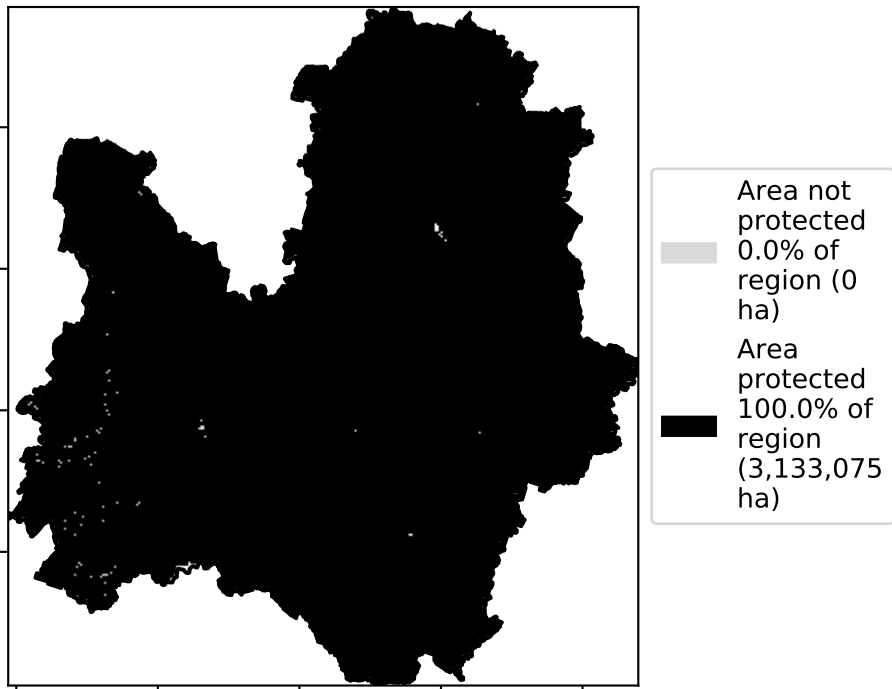 Area not
protected
0.0% of
region (0
ha)
Area
protected
100.0% of
region
(3,133,075
ha)